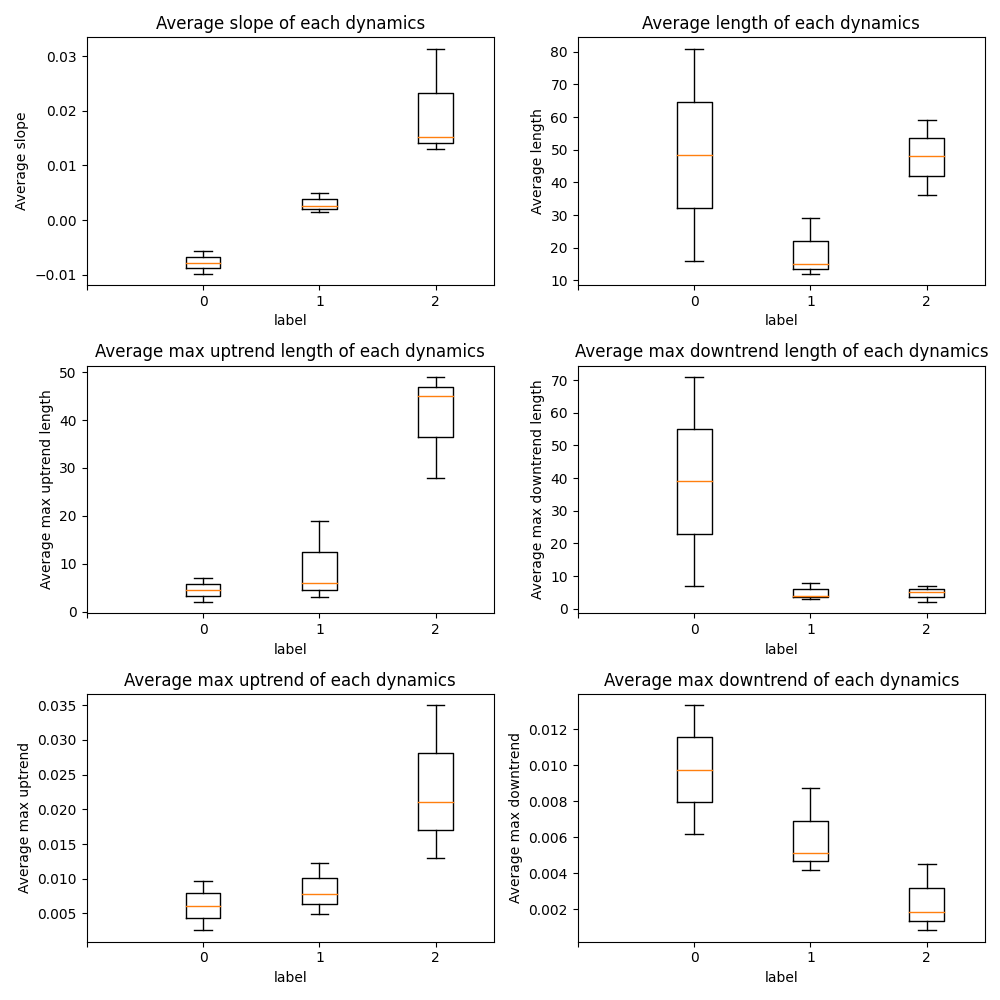 Average slope of each dynamics
Average slope
0.03
0.02
0.01
0.00
−0.01
0 1 2
label
Average length of each dynamics
Average length
80
70
60
50
40
30
20
10
0 1 2
label
Average max uptrend length of each dynamics
Average max uptrend length
50
40
30
20
10
0
0 1 2
label
Average max downtrend length of each dynamics
Average max downtrend length
70
60
50
40
30
20
10
0
0 1 2
label
Average max uptrend of each dynamics
Average max uptrend
0.035
0.030
0.025
0.020
0.015
0.010
0.005
0 1 2
label
Average max downtrend of each dynamics
Average max downtrend
0.012
0.010
0.008
0.006
0.004
0.002
0 1 2
label